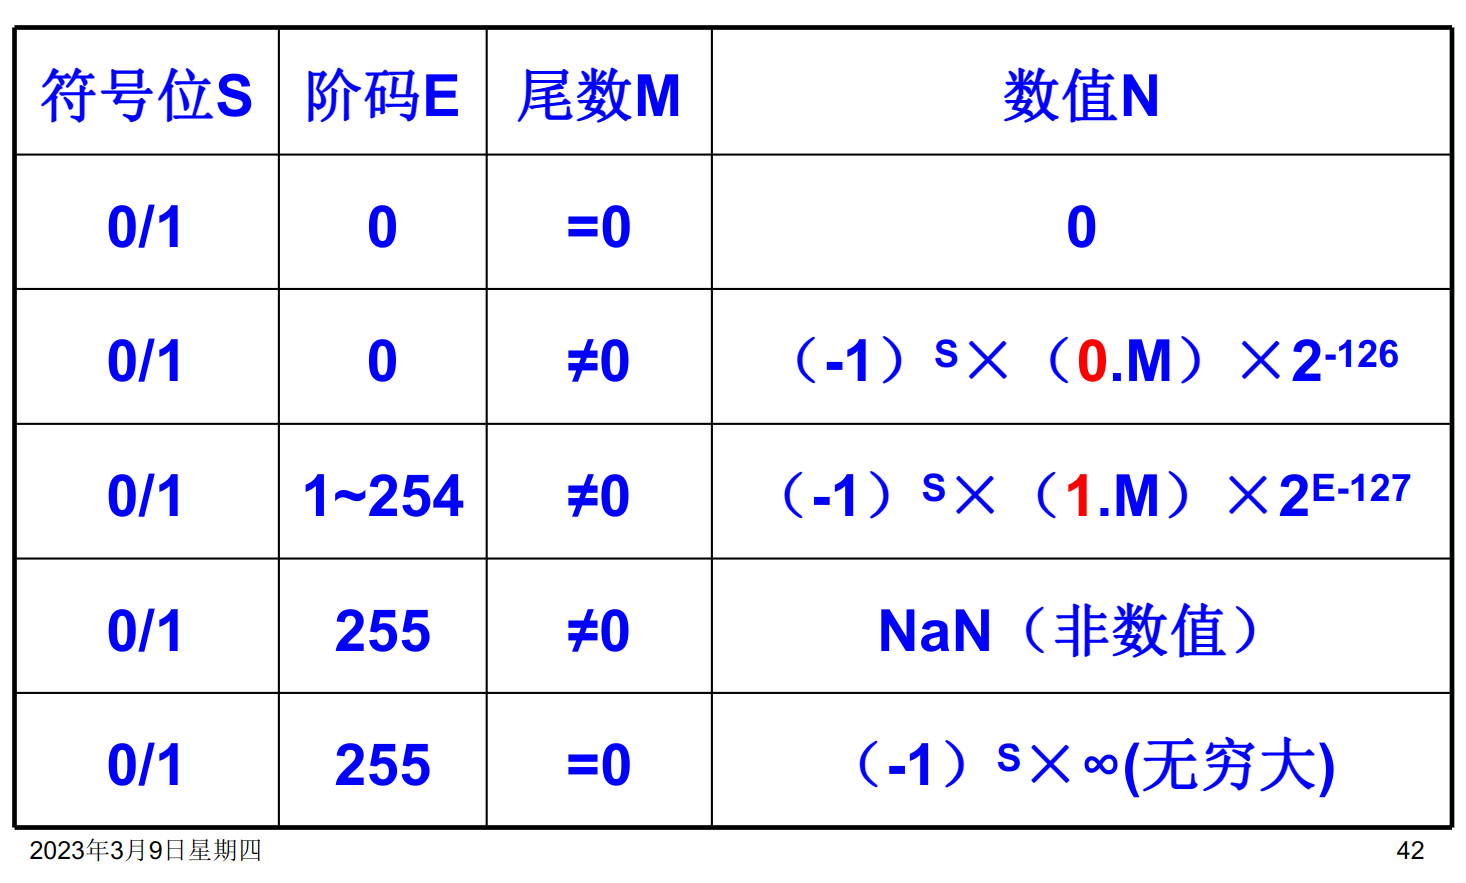 符号位S 阶码E 尾数M 数值N
0/1 0 =0 0
0/1 0 ≠0 （-1）S×（0.M）×2-126
0/1 1~254 ≠0 （-1）S×（1.M）×2E-127
0/1 255 ≠0 NaN（非数值）
0/1 255 =0 （-1）S×∞(无穷大)
2023年3月9日星期四 42